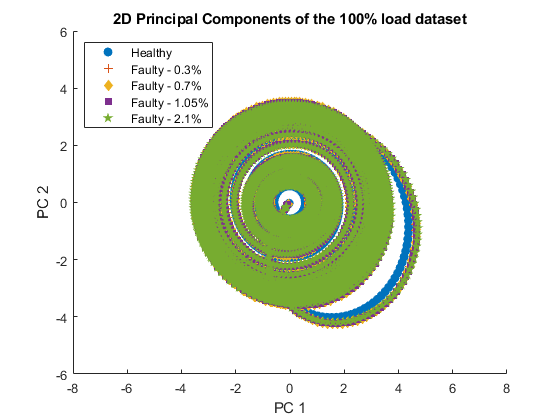 2D Principal Components of the 100% load dataset
Healthy
Faulty - 0.3%
Faulty - 0.7%
Faulty - 1.05%
Faulty - 2.1%
6
4
2
0
-2
-4
-6
PC 2
-8
-6
-4
-2
0
2
4
6
8
PC 1